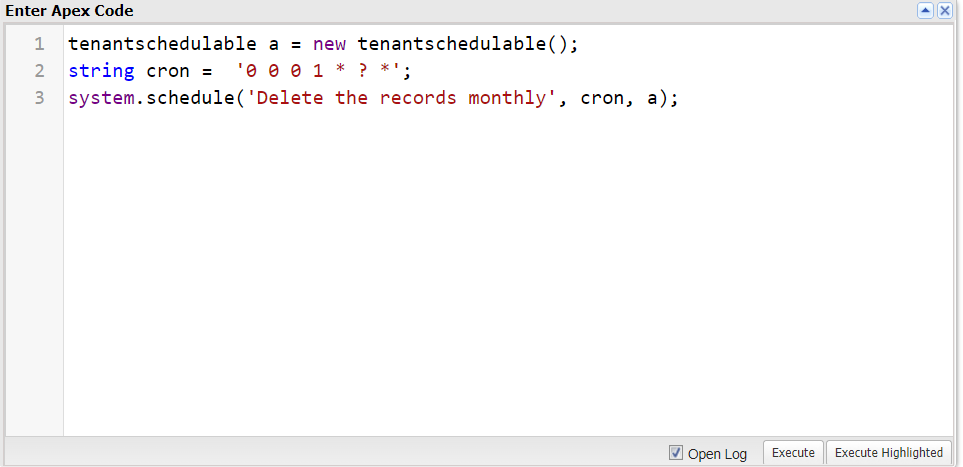 Enter Apex Code
1 tenantschedulable a = new tenantschedulable();
2 string cron =  '0 0 0 1 * ? *';
3 system.schedule('Delete the records monthly', cron, a);
Open Log Execute Execute Highlighted